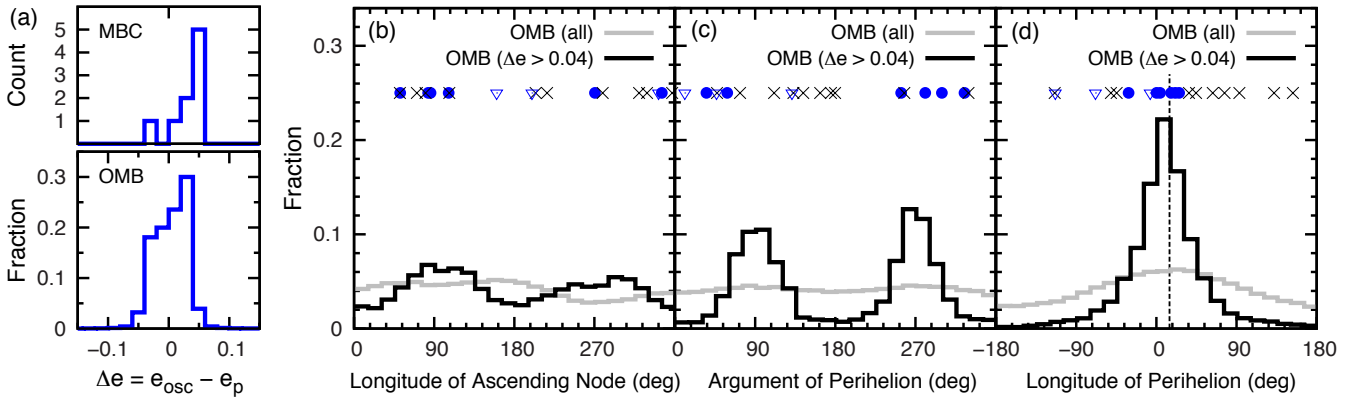 (a)
MBC
Count
5
4
3
2
1
OMB
Fraction
0.3
0.2
0.1
0
−0.1 0 0.1
Δe = e_osc − e_p
(b)
OMB (all)
OMB (Δe > 0.04)
Fraction
0.3
0.2
0.1
0
0 90 180 270
Longitude of Ascending Node (deg)
(c)
OMB (all)
OMB (Δe > 0.04)
0 90 180 270
Argument of Perihelion (deg)
(d)
OMB (all)
OMB (Δe > 0.04)
−180 −90 0 90 180
Longitude of Perihelion (deg)